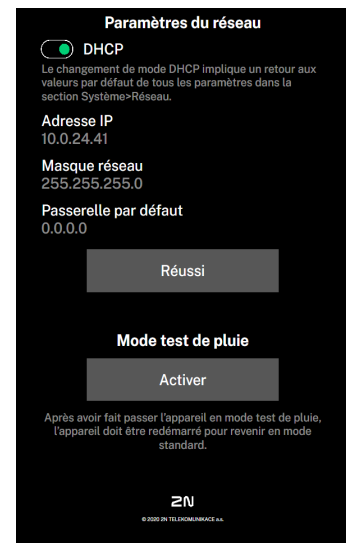 Paramètres du réseau
DHCP
Le changement de mode DHCP implique un retour aux
valeurs par défaut de tous les paramètres dans la
section Système>Réseau.
Adresse IP
10.0.24.41
Masque réseau
255.255.255.0
Passerelle par défaut
0.0.0.0
Réussi
Mode test de pluie
Activer
Après avoir fait passer l'appareil en mode test de pluie,
l'appareil doit être redémarré pour revenir en mode
standard.
2N
© 2020 2N TELEKOMUNIKACE a.s.